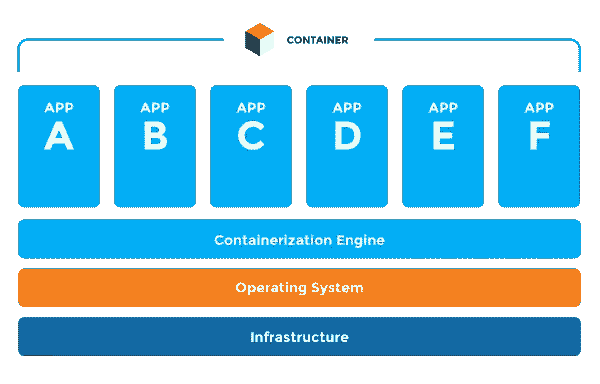 CONTAINER
APP APP APP APP APP APP
A B C D E F
Containerization Engine
Operating System
Infrastructure